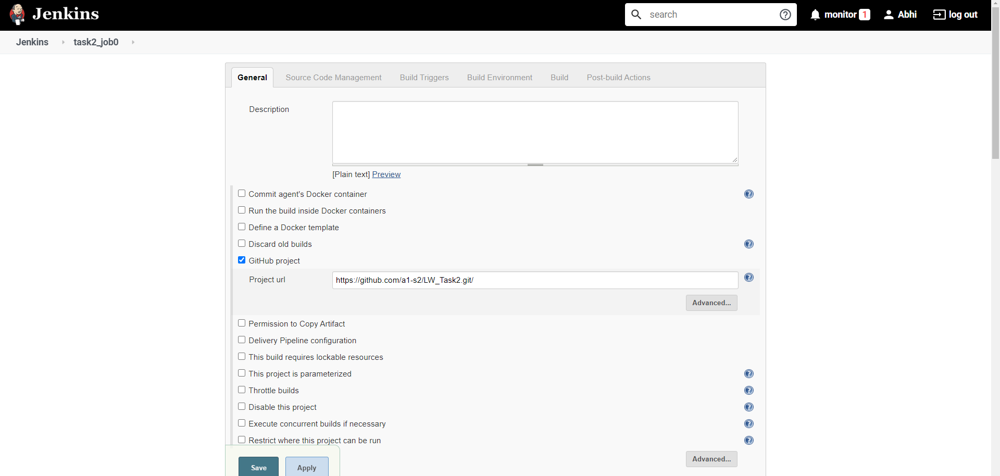 Jenkins
search
monitor 1
Abhi
log out
Jenkins
task2_job0
General
Source Code Management
Build Triggers
Build Environment
Build
Post-build Actions
Description
[Plain text] Preview
Commit agent's Docker container
Run the build inside Docker containers
Define a Docker template
Discard old builds
GitHub project
Project url
https://github.com/a1-s2/LW_Task2.git/
Advanced...
Permission to Copy Artifact
Delivery Pipeline configuration
This build requires lockable resources
This project is parameterized
Throttle builds
Disable this project
Execute concurrent builds if necessary
Restrict where this project can be run
Advanced...
Save
Apply